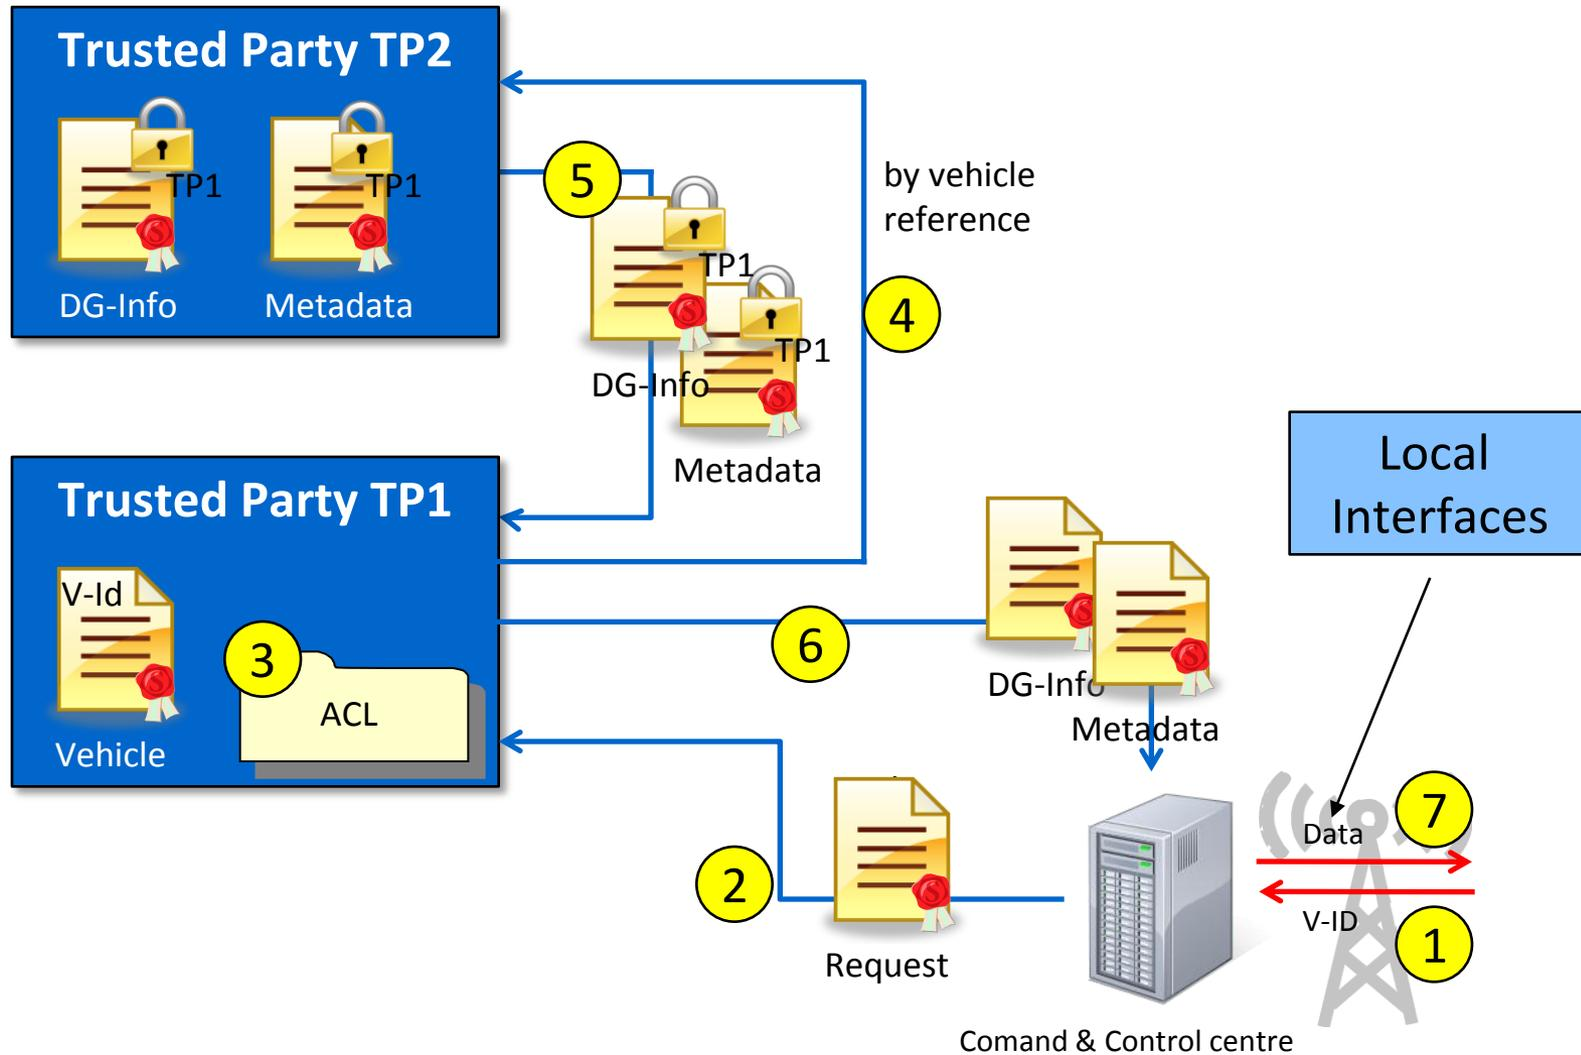 Trusted Party TP2
TP1
TP1
DG-Info
Metadata
5
TP1
TP1
DG-Info
Metadata
by vehicle
reference
4
Trusted Party TP1
V-Id
Vehicle
3
ACL
6
DG-Info
Metadata
Local
Interfaces
2
Request
7
Data
V-ID
1
Comand & Control centre